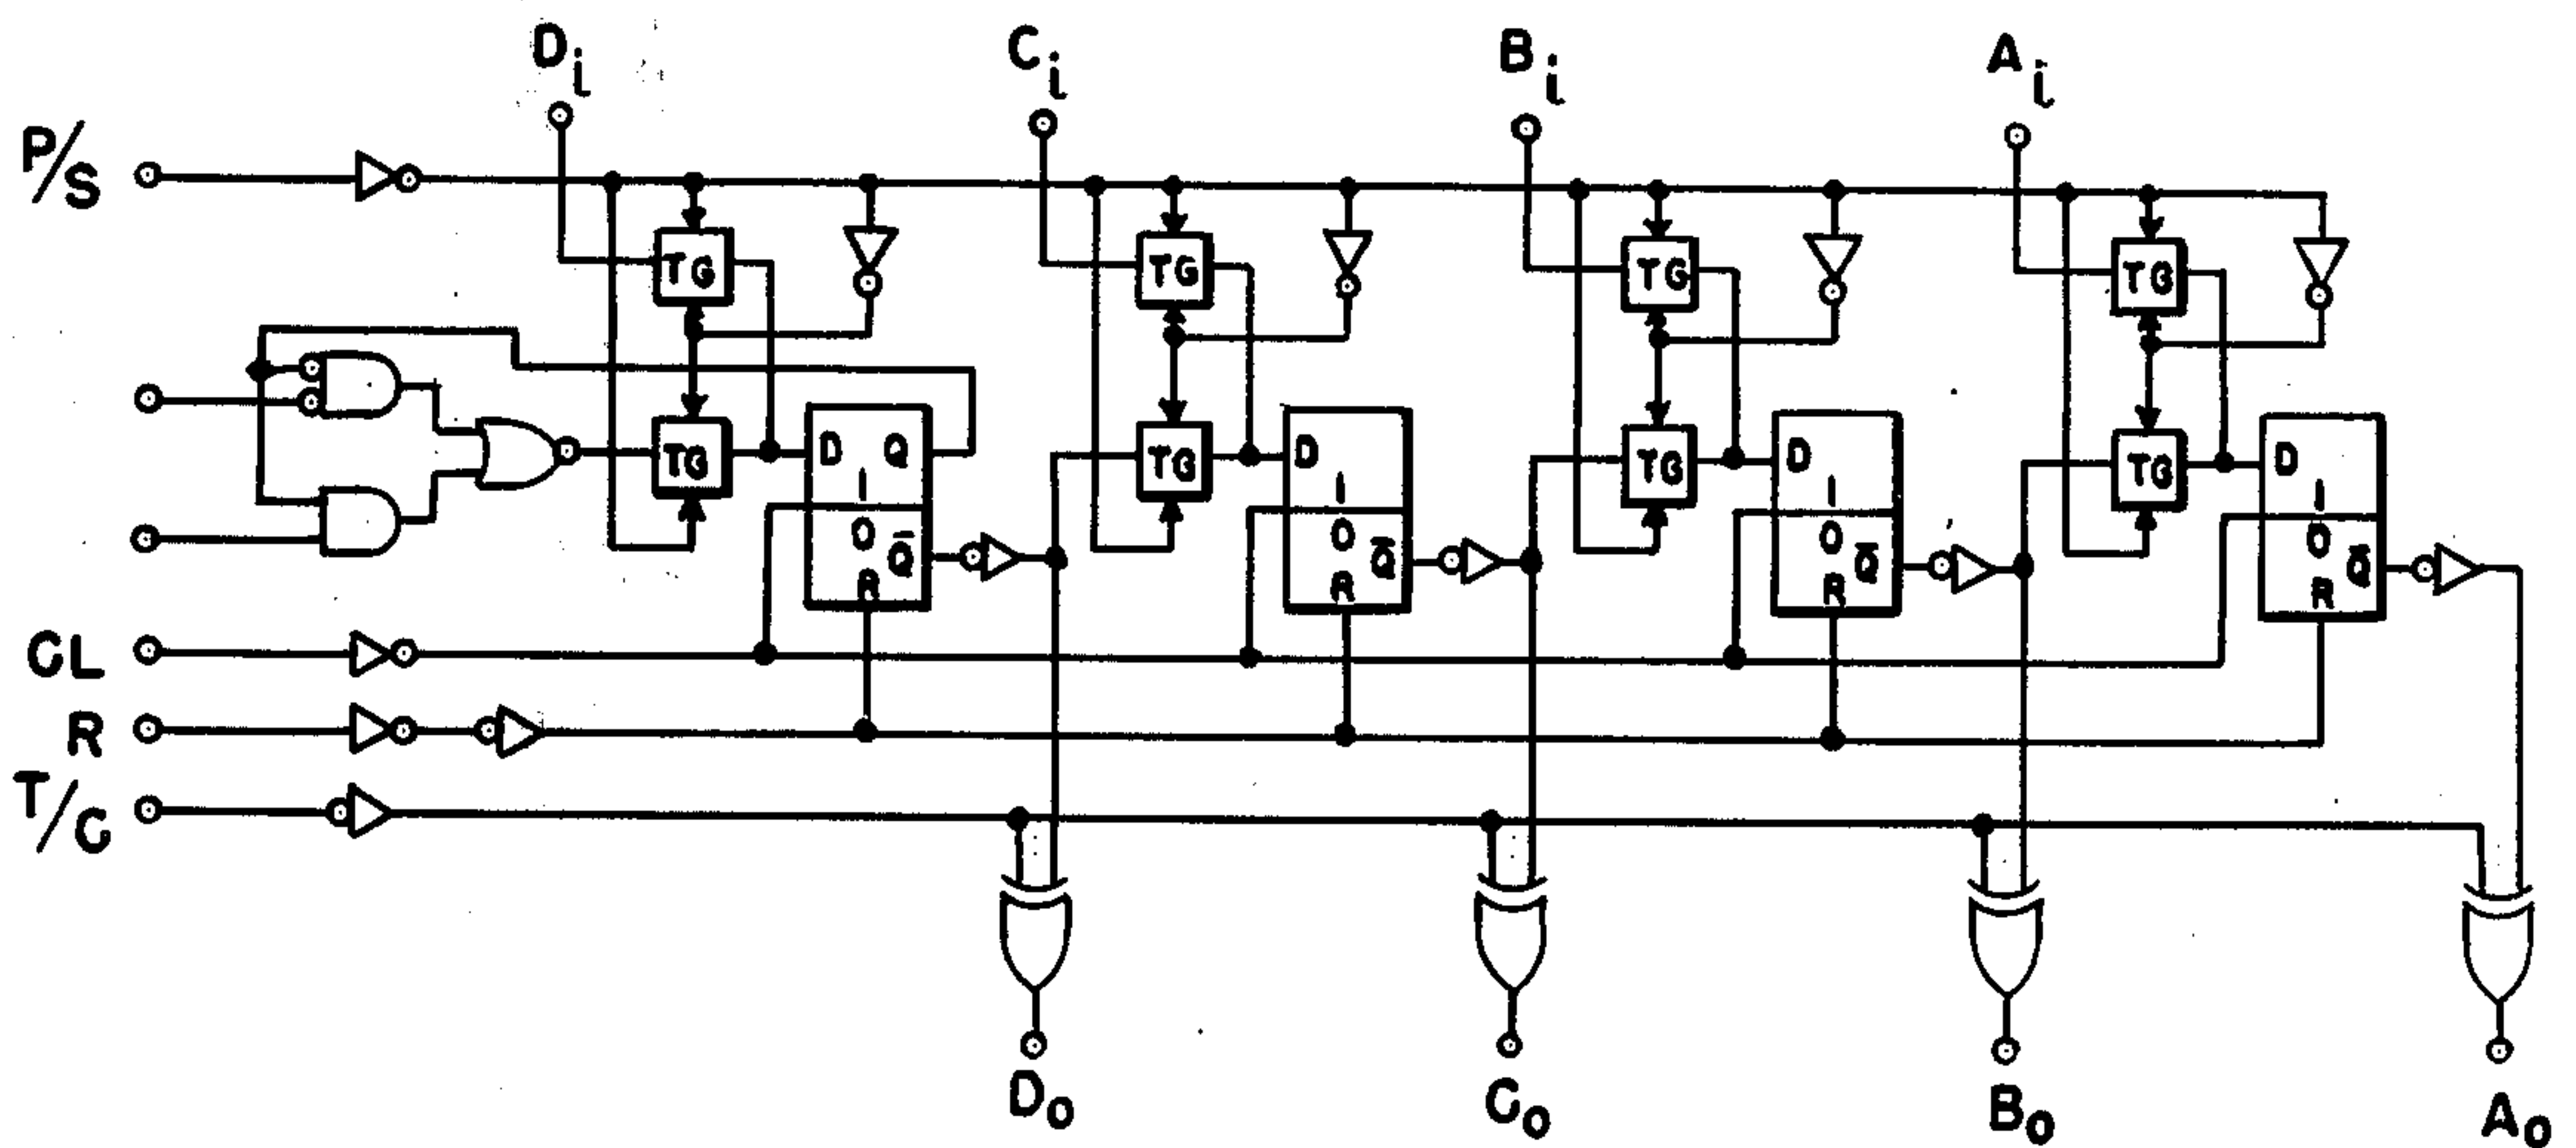 Di Ci Bi Ai
P/S
TG TG TG TG
TG D Q TG D TG D TG D
1 1 1 1
0 Q̄ 0 Q̄ 0 Q̄ 0 Q̄
R R R R
CL
R
T/C
Do Co Bo Ao